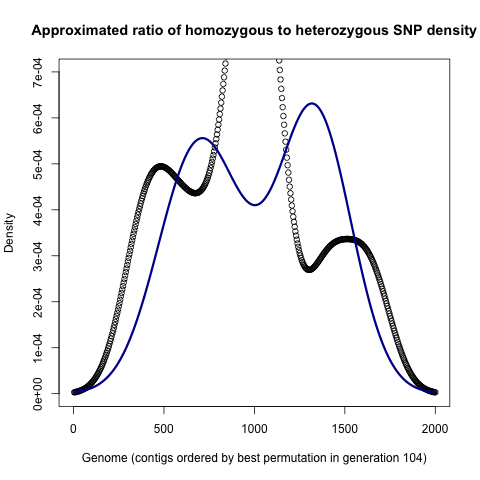 Approximated ratio of homozygous to heterozygous SNP density
7e-04
6e-04
5e-04
4e-04
3e-04
2e-04
1e-04
0e+00
Density
0 500 1000 1500 2000
Genome (contigs ordered by best permutation in generation 104)